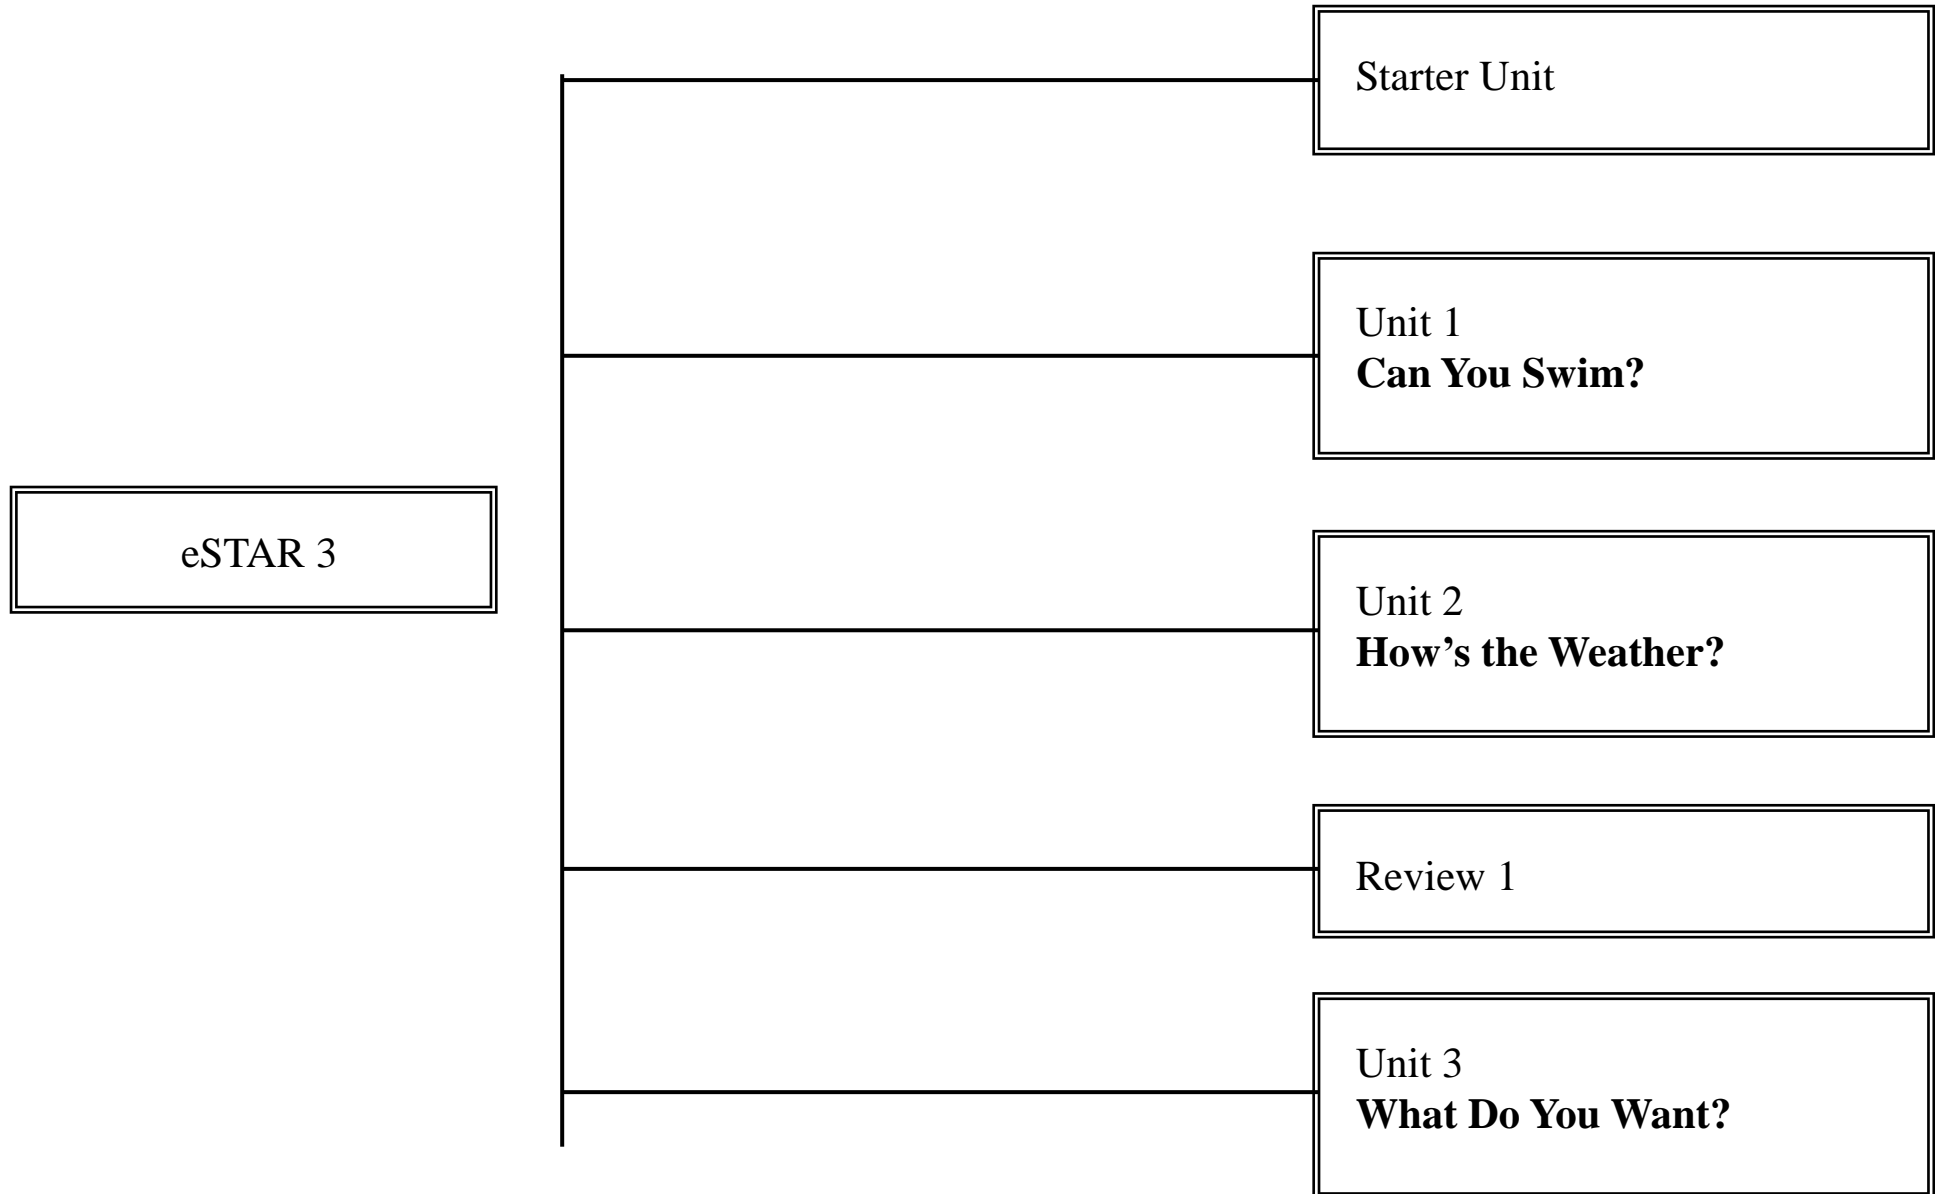 eSTAR 3
Starter Unit
Unit 1
Can You Swim?
Unit 2
How’s the Weather?
Review 1
Unit 3
What Do You Want?